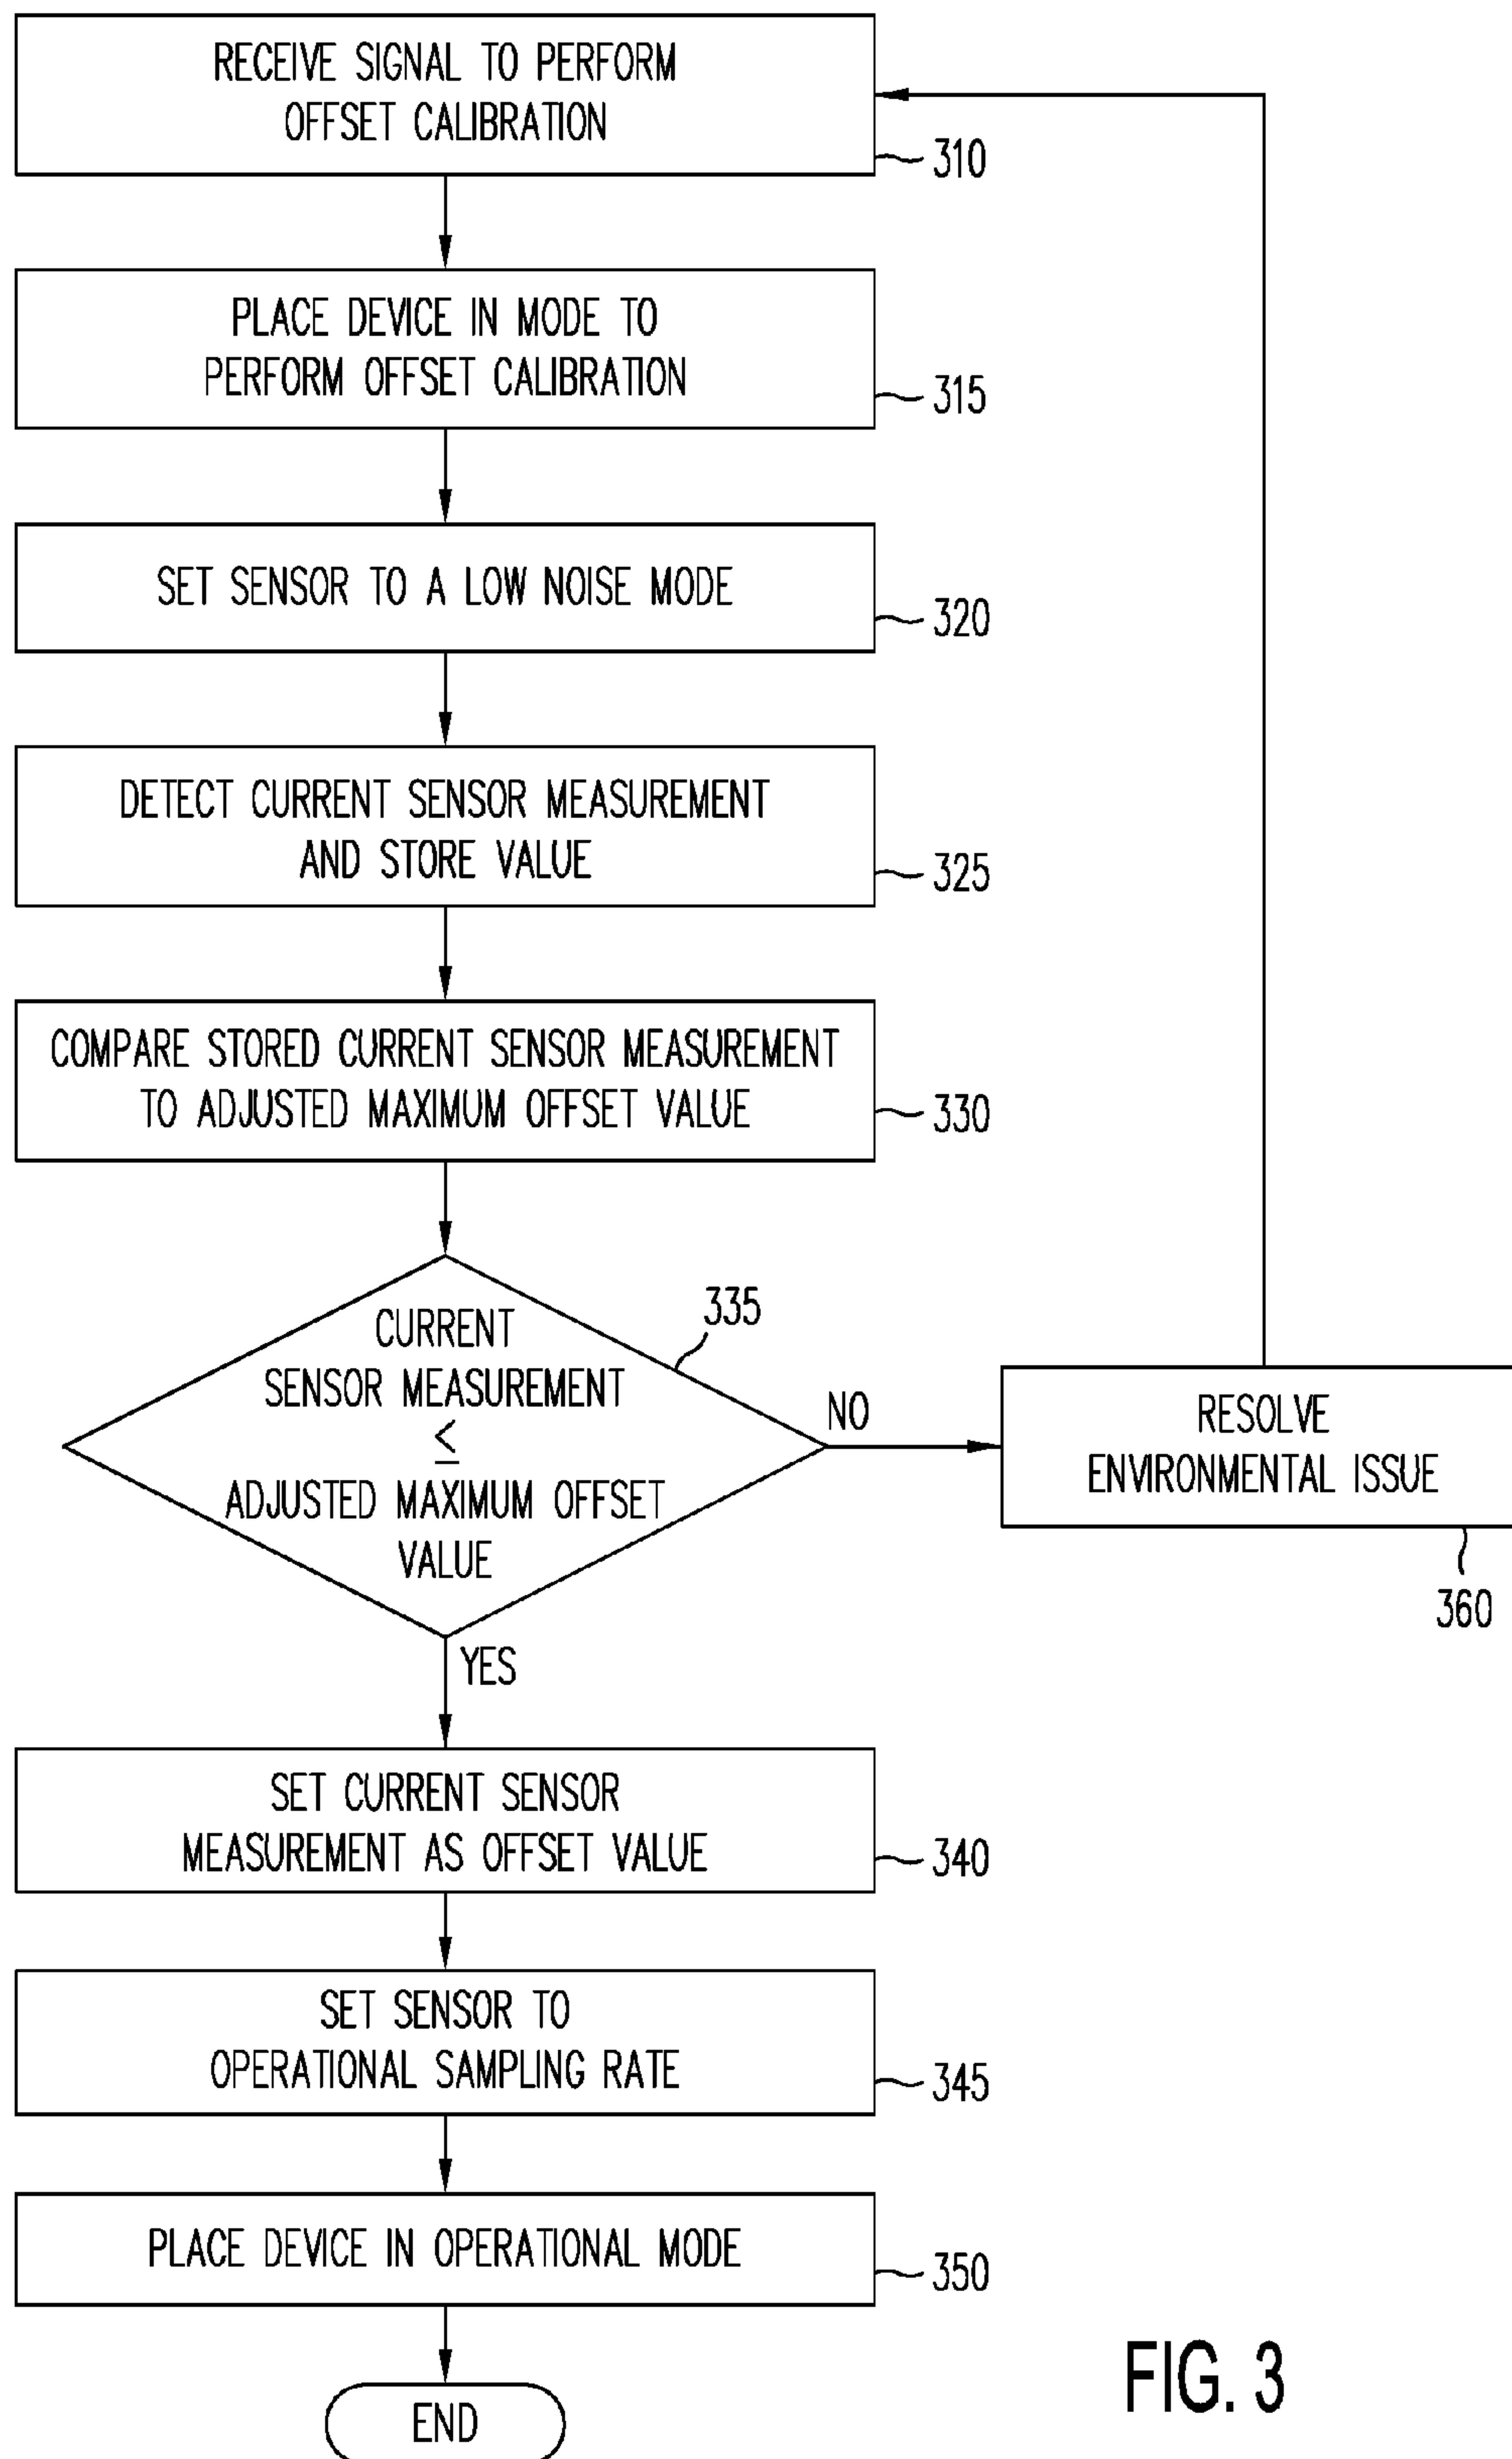 RECEIVE SIGNAL TO PERFORM
OFFSET CALIBRATION
310
PLACE DEVICE IN MODE TO
PERFORM OFFSET CALIBRATION
315
SET SENSOR TO A LOW NOISE MODE
320
DETECT CURRENT SENSOR MEASUREMENT
AND STORE VALUE
325
COMPARE STORED CURRENT SENSOR MEASUREMENT
TO ADJUSTED MAXIMUM OFFSET VALUE
330
CURRENT
SENSOR MEASUREMENT
≤
ADJUSTED MAXIMUM OFFSET
VALUE
335
NO
RESOLVE
ENVIRONMENTAL ISSUE
360
YES
SET CURRENT SENSOR
MEASUREMENT AS OFFSET VALUE
340
SET SENSOR TO
OPERATIONAL SAMPLING RATE
345
PLACE DEVICE IN OPERATIONAL MODE
350
END
FIG. 3